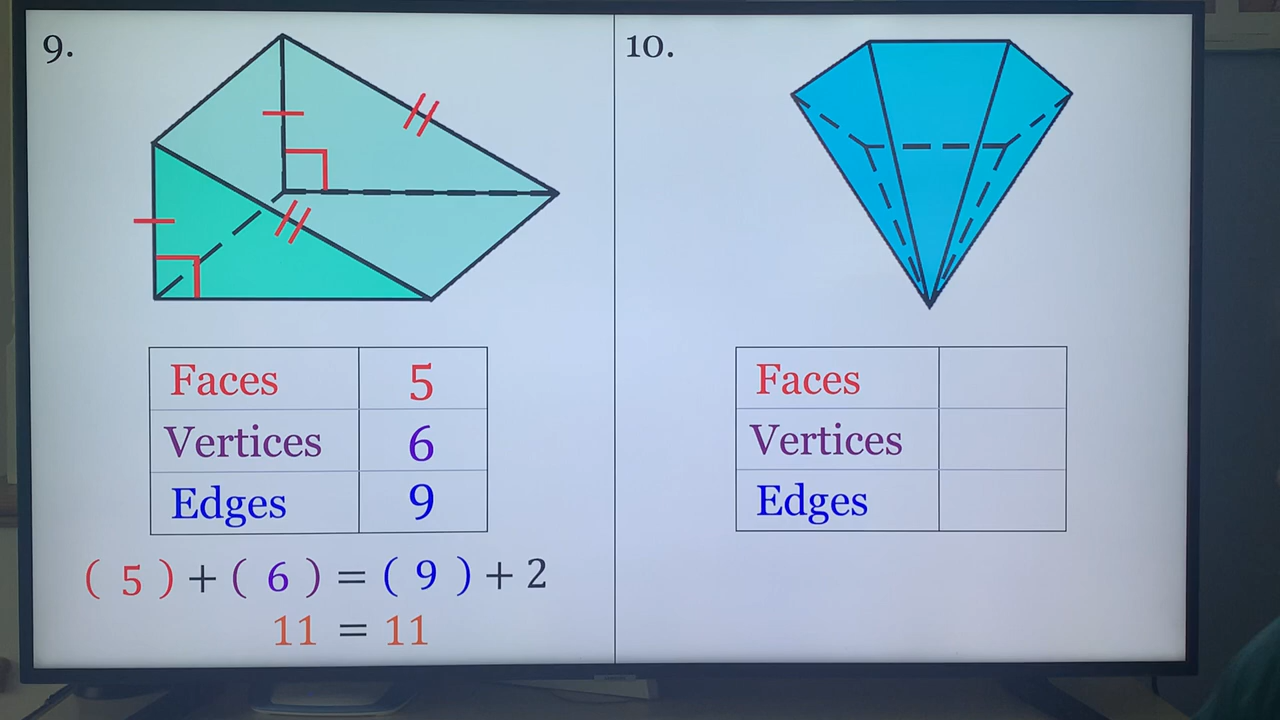 9.
Faces 5
Vertices 6
Edges 9
( 5 ) + ( 6 ) = ( 9 ) + 2
11 = 11
10.
Faces
Vertices
Edges